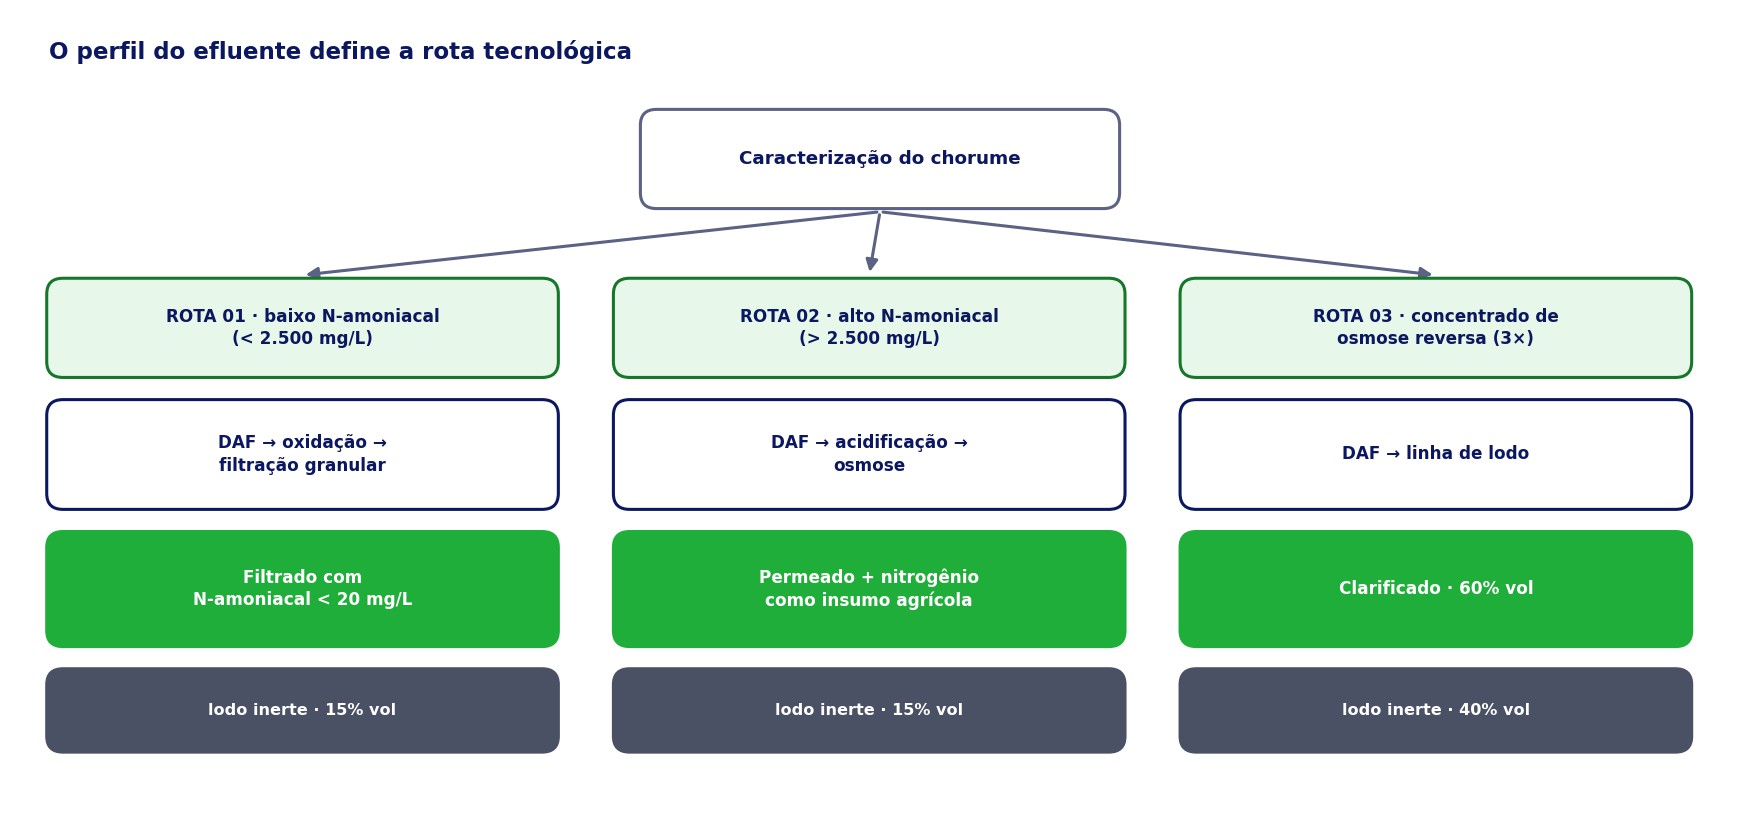 O perfil do efluente define a rota tecnológica
Caracterização do chorume
ROTA 01 · baixo N-amoniacal
(< 2.500 mg/L)
ROTA 02 · alto N-amoniacal
(> 2.500 mg/L)
ROTA 03 · concentrado de
osmose reversa (3×)
DAF → oxidação →
filtração granular
DAF → acidificação →
osmose
DAF → linha de lodo
Filtrado com
N-amoniacal < 20 mg/L
Permeado + nitrogênio
como insumo agrícola
Clarificado · 60% vol
lodo inerte · 15% vol
lodo inerte · 15% vol
lodo inerte · 40% vol